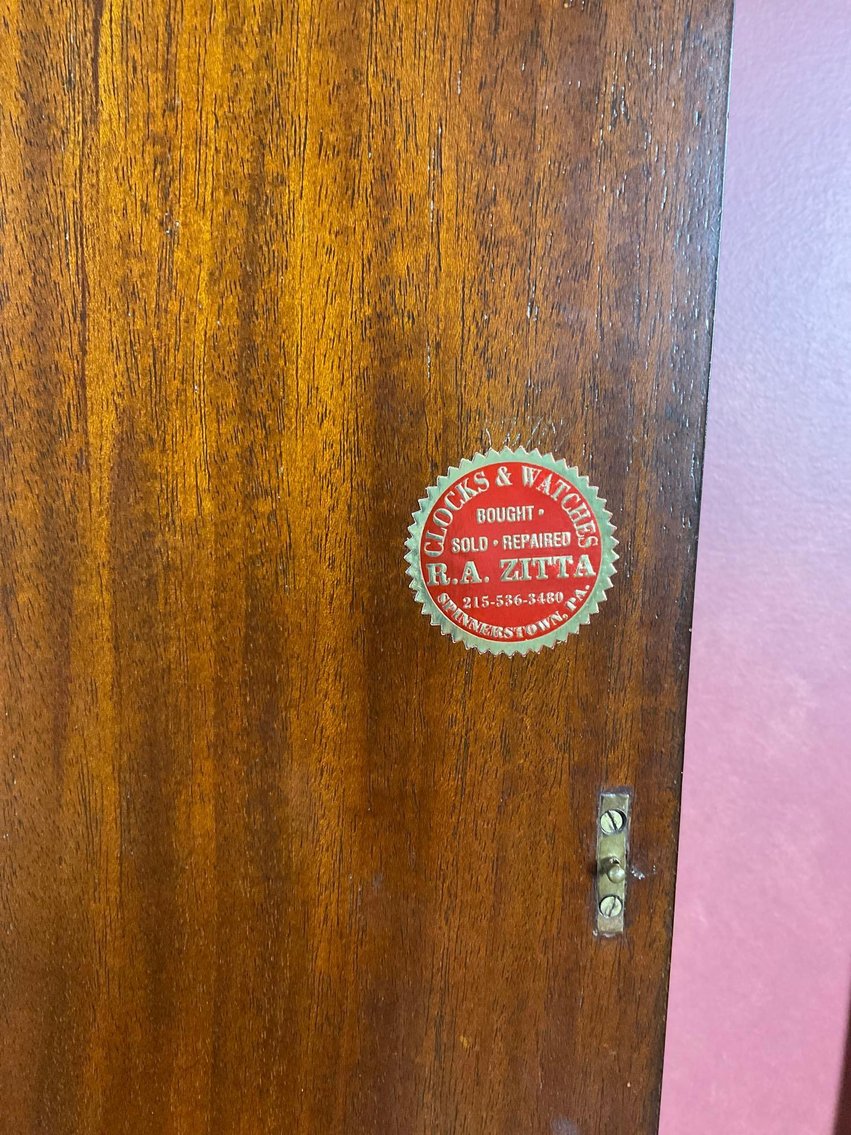 CLOCKS & WATCHES
BOUGHT •
SOLD • REPAIRED
R.A. ZITTA
215-536-3480
SPINNERSTOWN, PA.